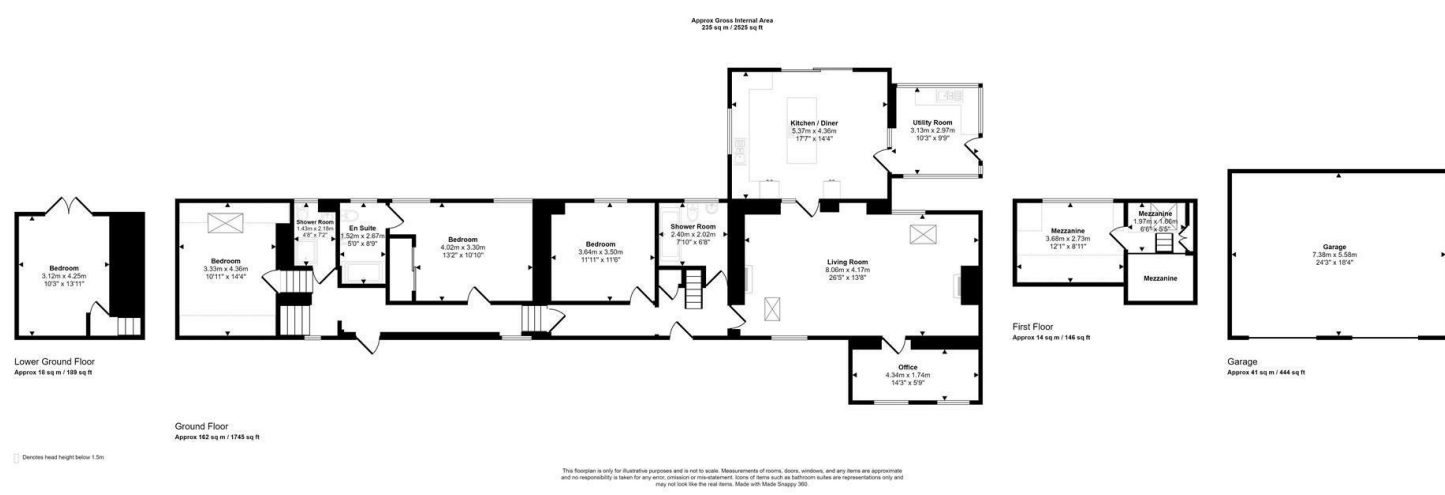 Approx Gross Internal Area
235 sq m / 2525 sq ft
Kitchen / Diner
5.37m x 4.36m
17'7" x 14'4"
Utility Room
3.13m x 2.97m
10'3" x 9'9"
Bedroom
3.12m x 4.25m
10'3" x 13'11"
Lower Ground Floor
Approx 18 sq m / 189 sq ft
Bedroom
3.33m x 4.36m
10'11" x 14'4"
Shower Room
1.43m x 2.18m
4'8" x 7'2"
En Suite
1.52m x 2.67m
5'0" x 8'9"
Bedroom
4.02m x 3.30m
13'2" x 10'10"
Bedroom
3.64m x 3.50m
11'11" x 11'6"
Shower Room
2.40m x 2.02m
7'10" x 6'8"
Living Room
8.06m x 4.17m
26'5" x 13'8"
Office
4.34m x 1.74m
14'3" x 5'9"
Ground Floor
Approx 162 sq m / 1745 sq ft
Mezzanine
3.68m x 2.73m
12'1" x 8'11"
Mezzanine
1.97m x 1.66m
6'6" x 5'5"
Mezzanine
First Floor
Approx 14 sq m / 146 sq ft
Garage
7.38m x 5.58m
24'3" x 18'4"
Garage
Approx 41 sq m / 444 sq ft
Denotes head height below 1.5m
This floorplan is only for illustrative purposes and is not to scale. Measurements of rooms, doors, windows, and any items are approximate
and no responsibility is taken for any error, omission or mis-statement. Icons of items such as bathroom suites are representations only and
may not look like the real items. Made with Made Snappy 360.